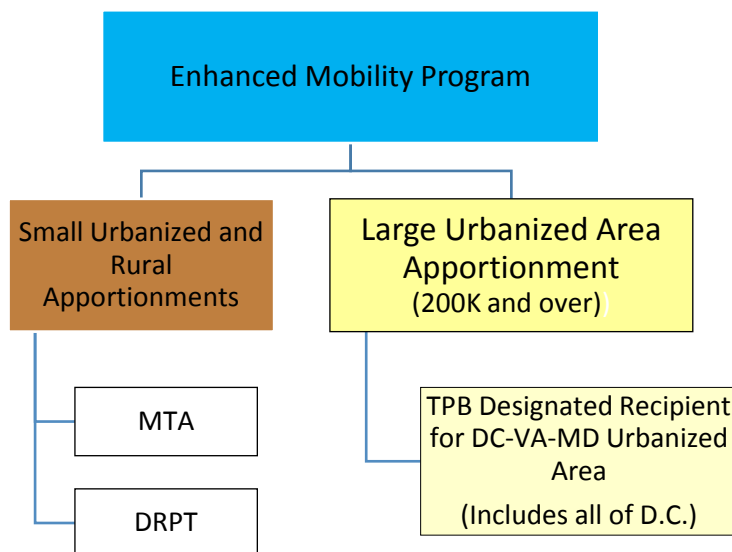 Enhanced Mobility Program
Small Urbanized and
Rural
Apportionments
Large Urbanized Area
Apportionment
(200K and over))
MTA
DRPT
TPB Designated Recipient
for DC-VA-MD Urbanized
Area
(Includes all of D.C.)